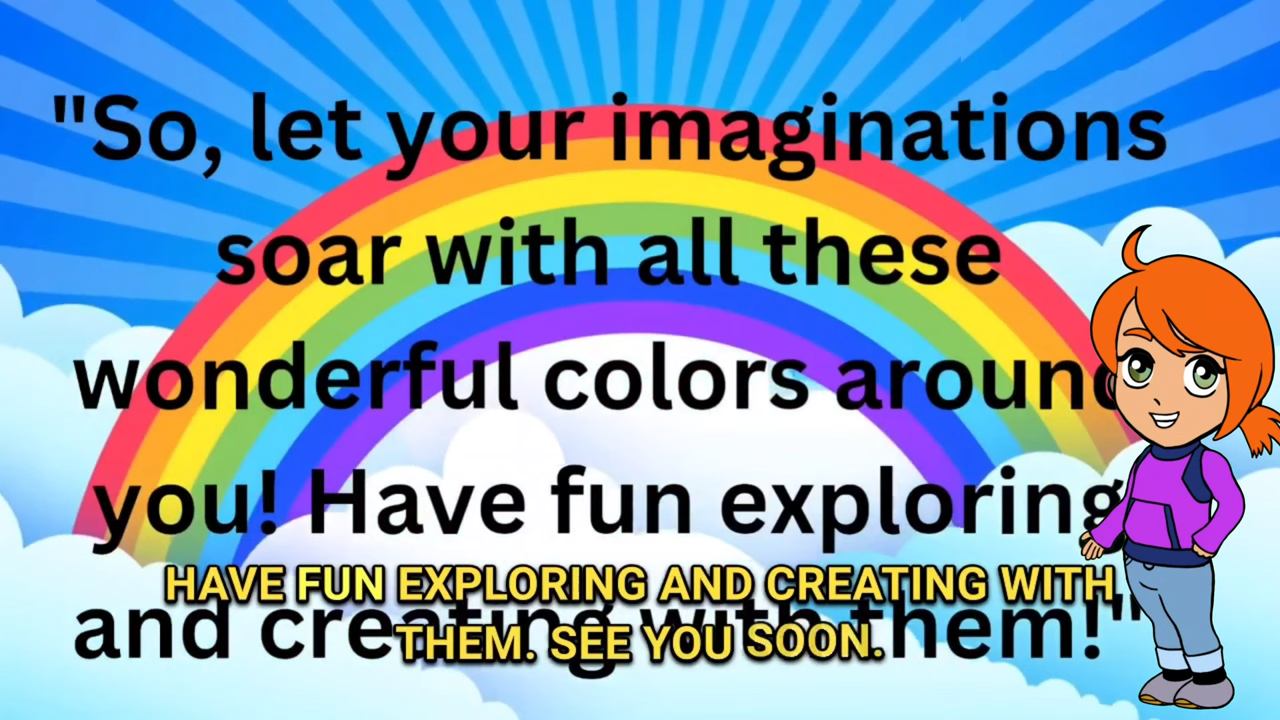 "So, let your imaginations
soar with all these
wonderful colors around
you! Have fun exploring
and creating with them!"
HAVE FUN EXPLORING AND CREATING WITH
THEM. SEE YOU SOON.